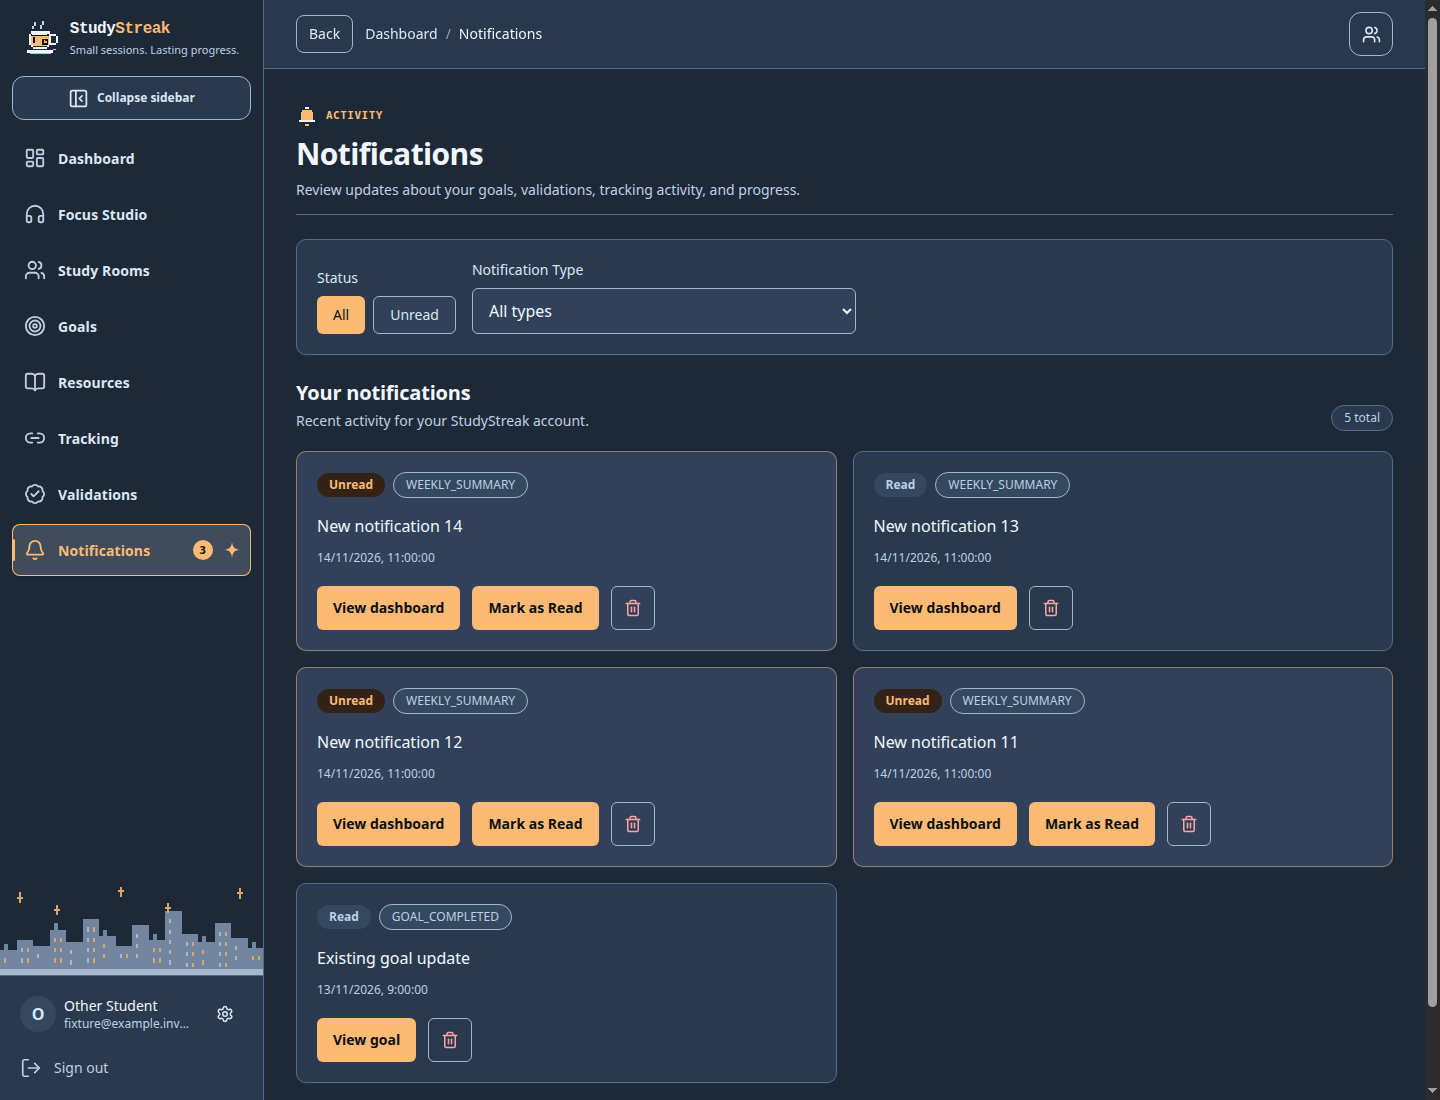 StudyStreak
Small sessions. Lasting progress.
Collapse sidebar
Dashboard
Focus Studio
Study Rooms
Goals
Resources
Tracking
Validations
Notifications 3
Other Student
fixture@example.inv...
O
Sign out
Back
Dashboard / Notifications
ACTIVITY
Notifications
Review updates about your goals, validations, tracking activity, and progress.
Status
All
Unread
Notification Type
All types
Your notifications
Recent activity for your StudyStreak account.
5 total
Unread WEEKLY_SUMMARY
New notification 14
14/11/2026, 11:00:00
View dashboard Mark as Read
Read WEEKLY_SUMMARY
New notification 13
14/11/2026, 11:00:00
View dashboard
Unread WEEKLY_SUMMARY
New notification 12
14/11/2026, 11:00:00
View dashboard Mark as Read
Unread WEEKLY_SUMMARY
New notification 11
14/11/2026, 11:00:00
View dashboard Mark as Read
Read GOAL_COMPLETED
Existing goal update
13/11/2026, 9:00:00
View goal